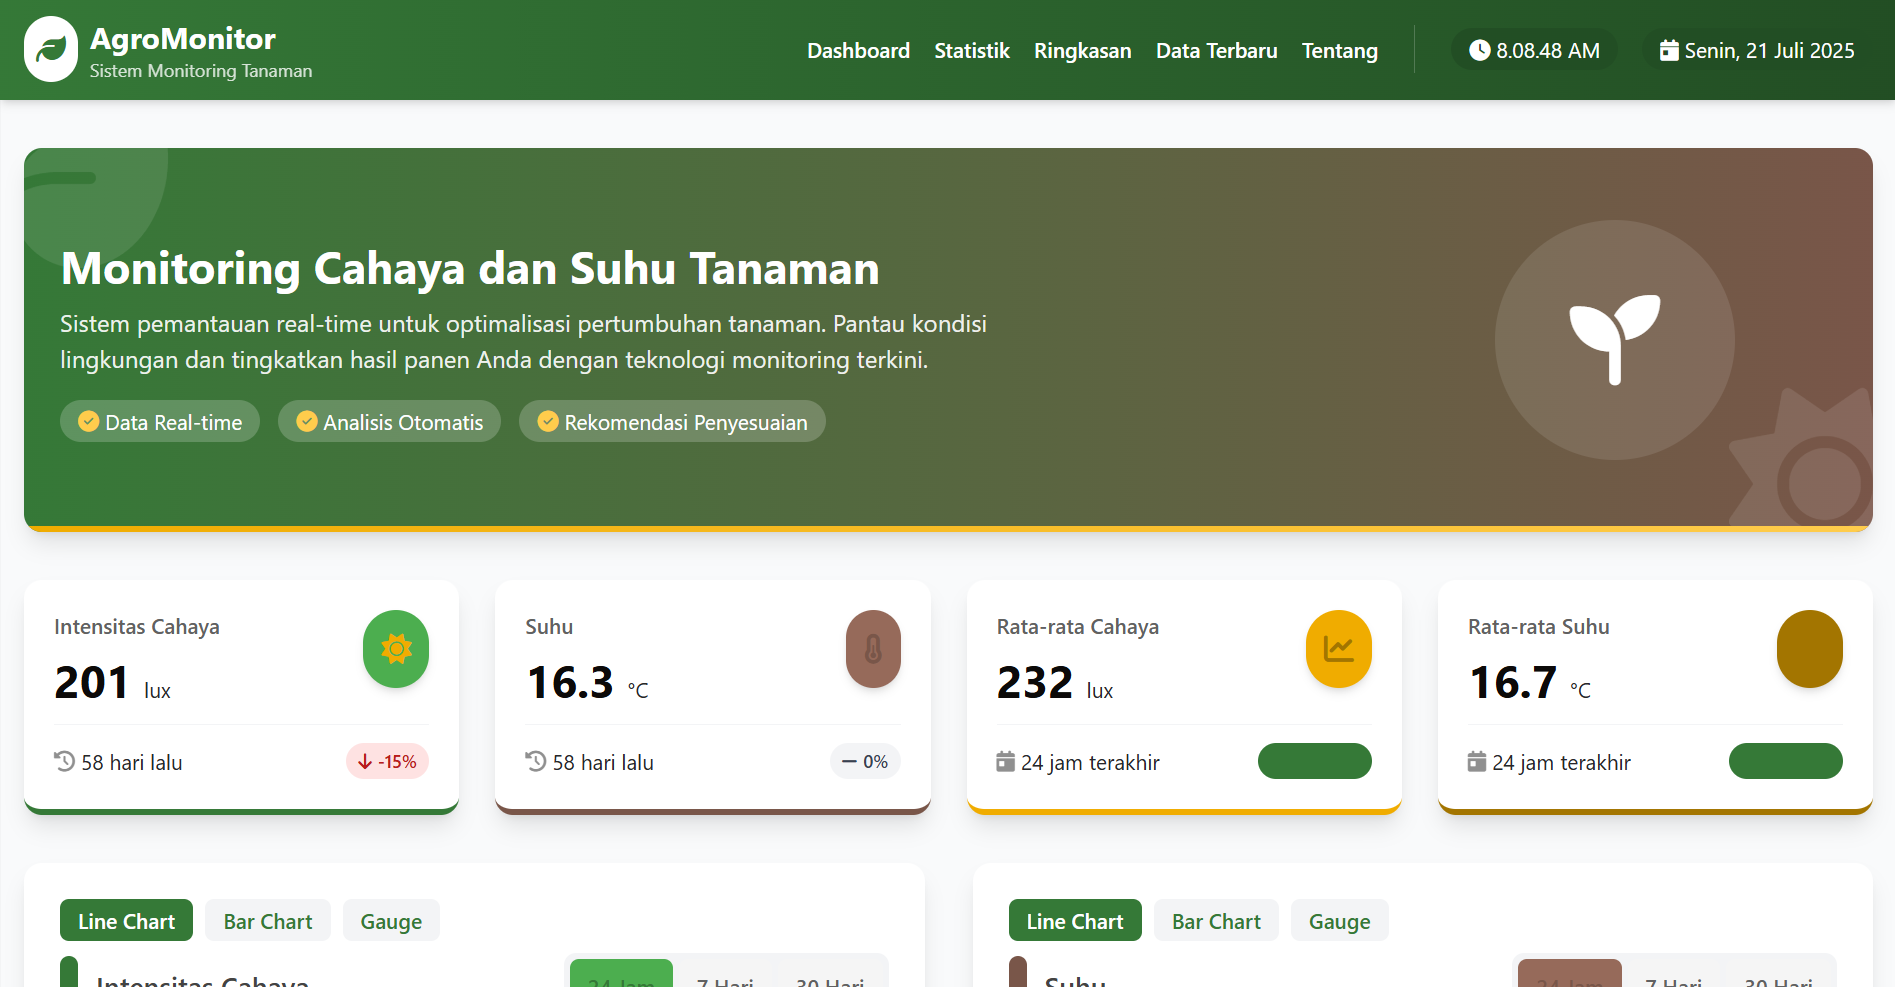 AgroMonitor
Sistem Monitoring Tanaman
Dashboard Statistik Ringkasan Data Terbaru Tentang
8.08.48 AM
Senin, 21 Juli 2025
Monitoring Cahaya dan Suhu Tanaman
Sistem pemantauan real-time untuk optimalisasi pertumbuhan tanaman. Pantau kondisi
lingkungan dan tingkatkan hasil panen Anda dengan teknologi monitoring terkini.
Data Real-time
Analisis Otomatis
Rekomendasi Penyesuaian
Intensitas Cahaya
201 lux
58 hari lalu
-15%
Suhu
16.3 °C
58 hari lalu
0%
Rata-rata Cahaya
232 lux
24 jam terakhir
Rata-rata Suhu
16.7 °C
24 jam terakhir
Line Chart Bar Chart Gauge
Intensitas Cahaya
24 Jam 7 Hari 30 Hari
Line Chart Bar Chart Gauge
Suhu
24 Jam 7 Hari 30 Hari